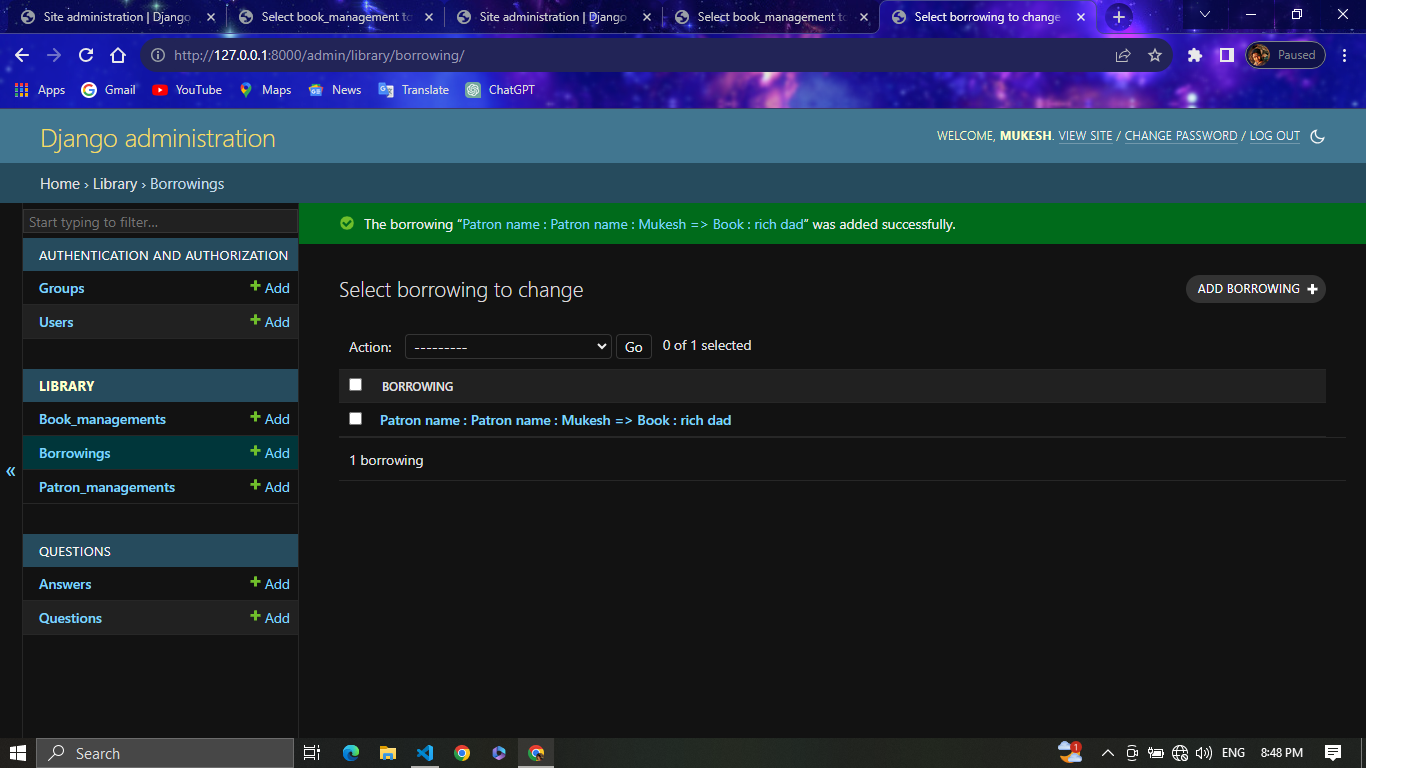 Site administration | Django
Select book_management to
Site administration | Django
Select book_management to
Select borrowing to change
http://127.0.0.1:8000/admin/library/borrowing/
Paused
Apps
Gmail
YouTube
Maps
News
Translate
ChatGPT
Django administration
WELCOME, MUKESH. VIEW SITE / CHANGE PASSWORD / LOG OUT
Home › Library › Borrowings
Start typing to filter...
AUTHENTICATION AND AUTHORIZATION
Groups + Add
Users + Add
LIBRARY
Book_managements + Add
Borrowings + Add
Patron_managements + Add
QUESTIONS
Answers + Add
Questions + Add
«
The borrowing “Patron name : Patron name : Mukesh => Book : rich dad” was added successfully.
Select borrowing to change
ADD BORROWING +
Action: --------- Go 0 of 1 selected
BORROWING
Patron name : Patron name : Mukesh => Book : rich dad
1 borrowing
Search
1
ENG
8:48 PM